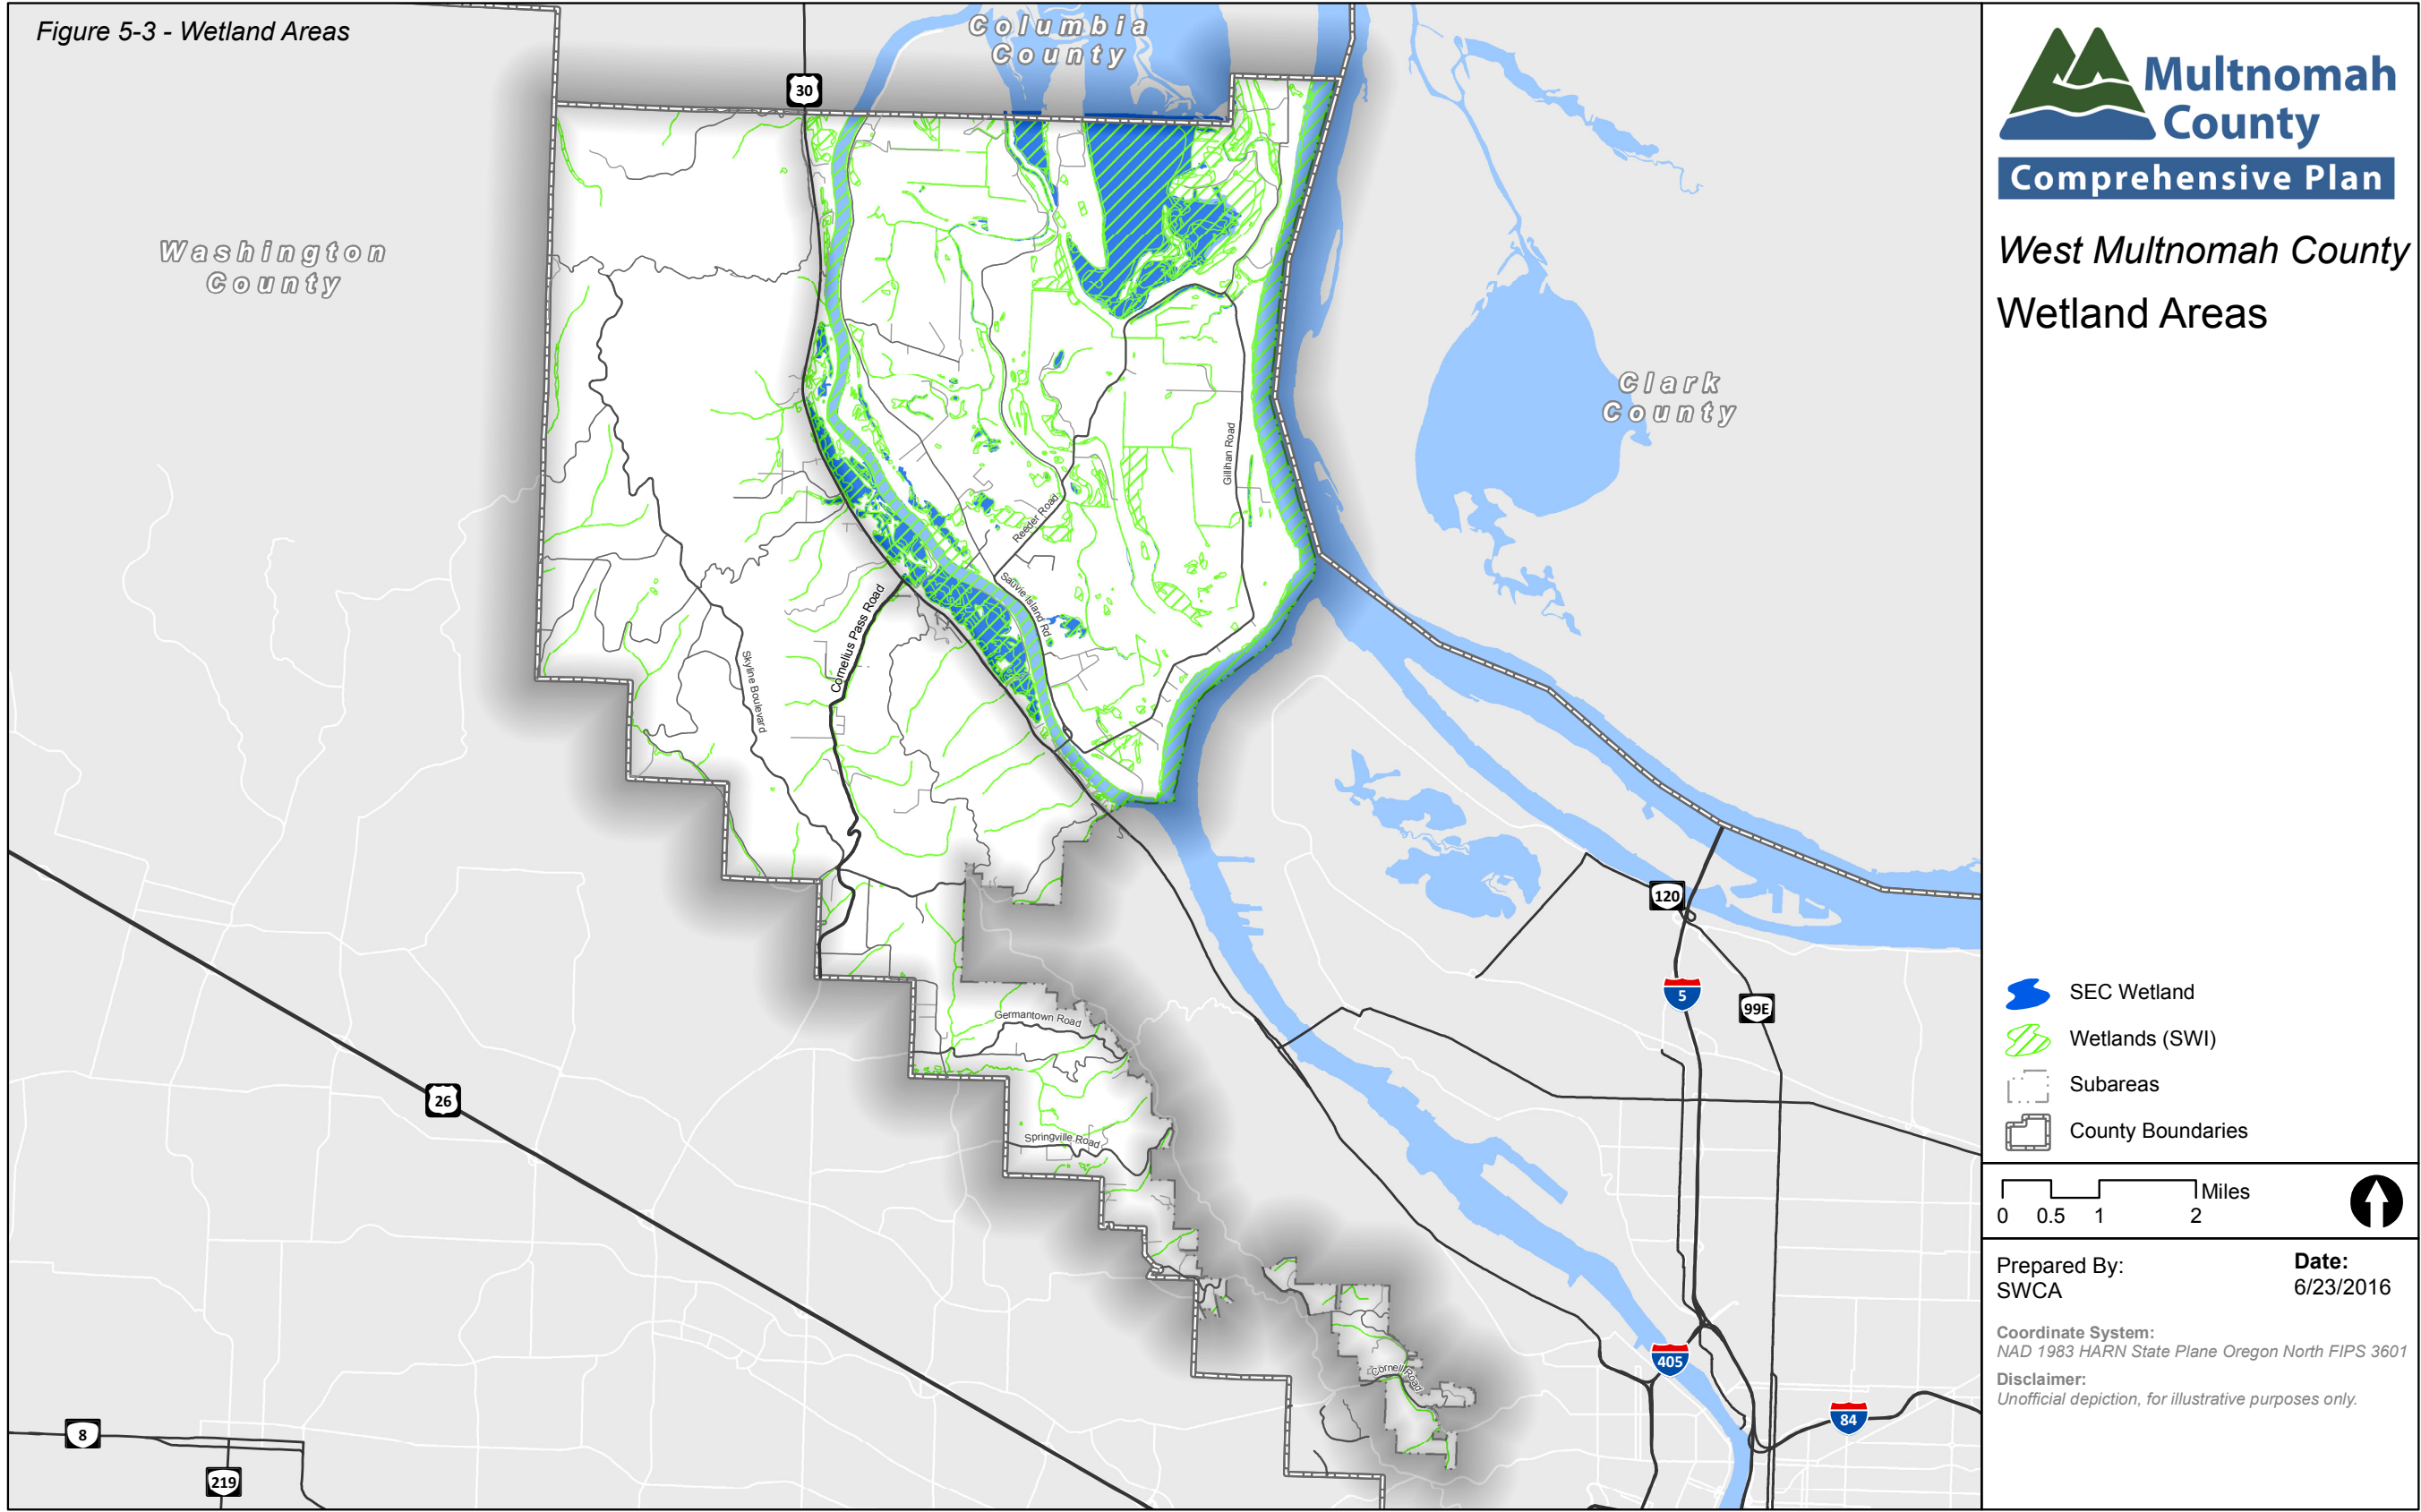 Figure 5-3 - Wetland Areas
Columbia
County
30
Washington
County
Clark
County
Gillihan Road
Reeder Road
Sauvie Island Rd
Cornelius Pass Road
Skyline Boulevard
120
5
99E
Germantown Road
26
Springville Road
405
Cornell Road
84
8
219
Multnomah
County
Comprehensive Plan
West Multnomah County
Wetland Areas
SEC Wetland
Wetlands (SWI)
Subareas
County Boundaries
Miles
0 0.5 1 2
Prepared By:
SWCA
Date:
6/23/2016
Coordinate System:
NAD 1983 HARN State Plane Oregon North FIPS 3601
Disclaimer:
Unofficial depiction, for illustrative purposes only.